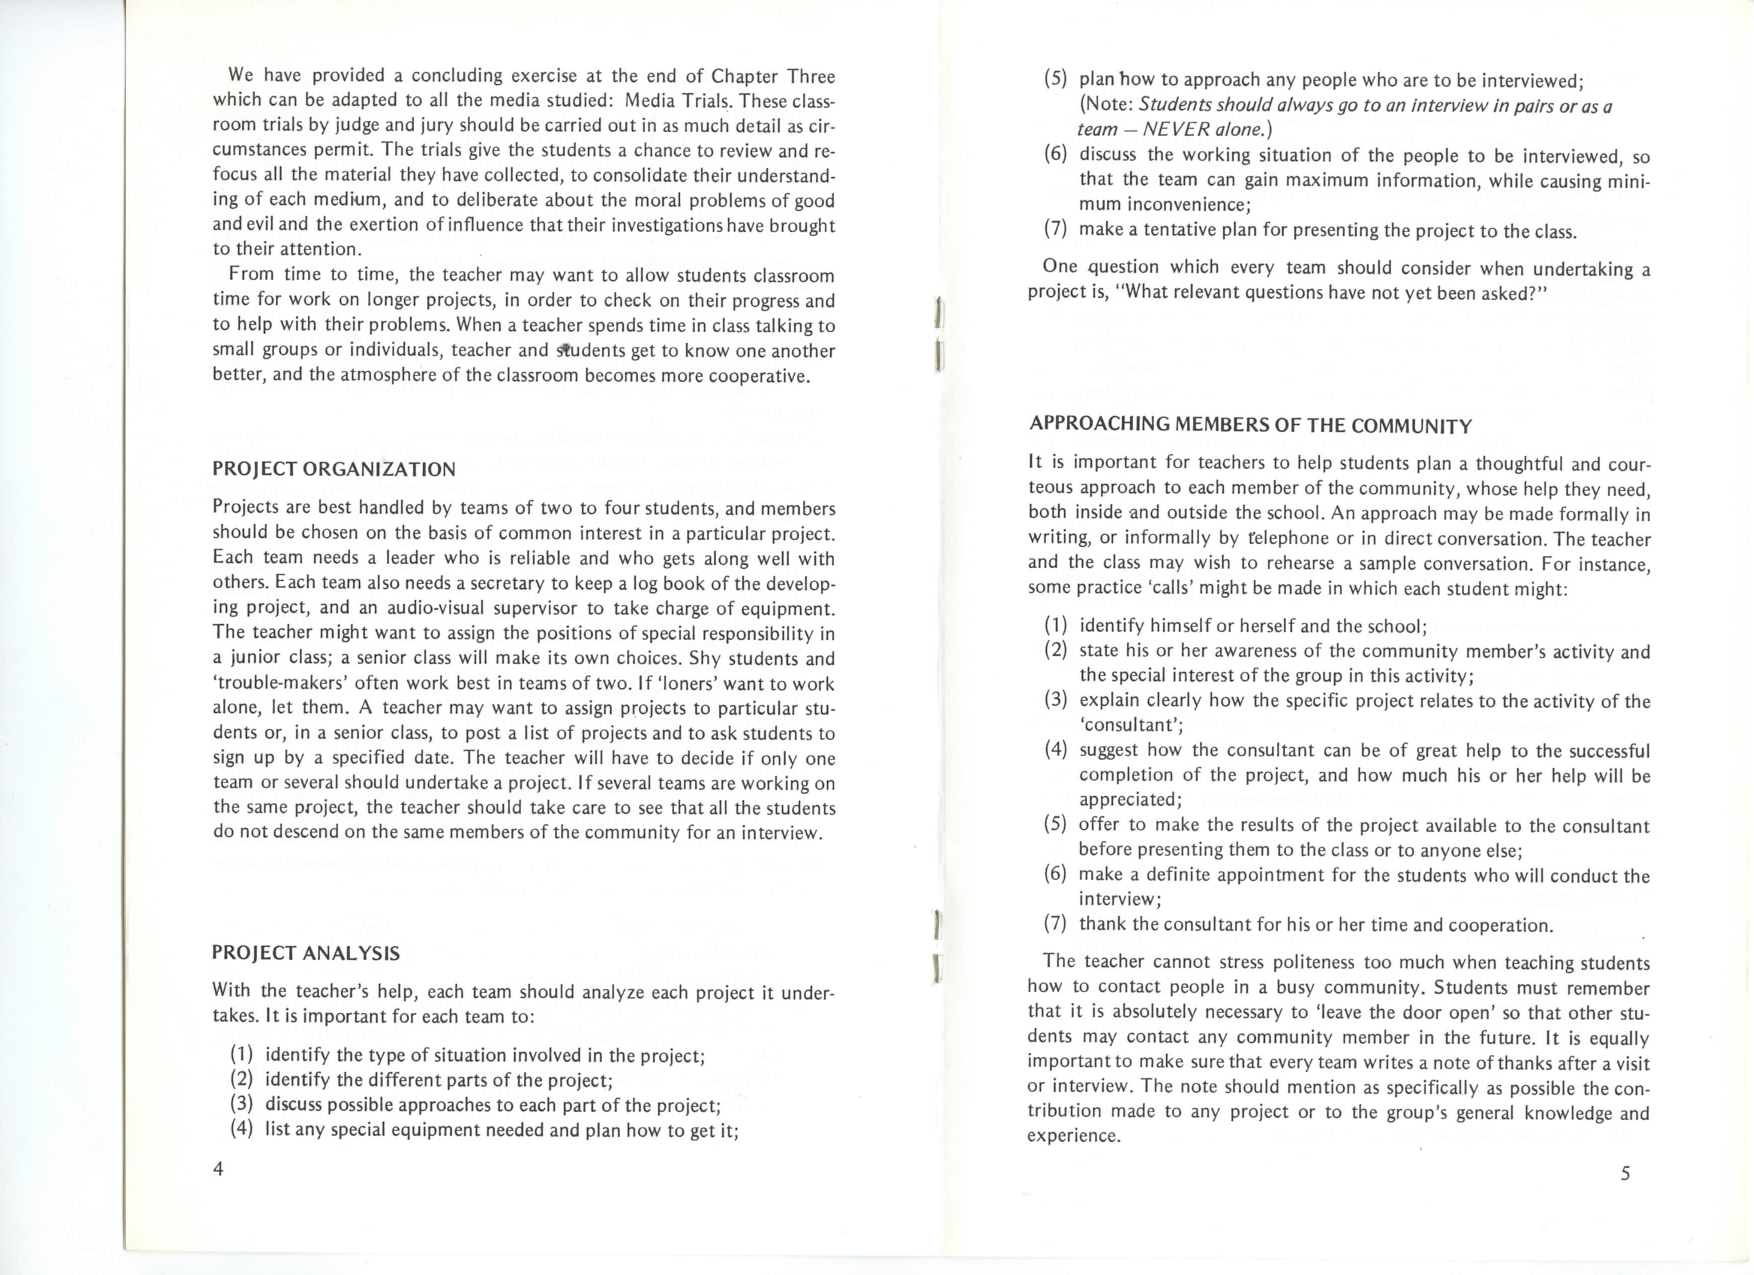 We have provided a concluding exercise at the end of Chapter Three
which can be adapted to all the media studied: Media Trials. These class-
room trials by judge and jury should be carried out in as much detail as cir-
cumstances permit. The trials give the students a chance to review and re-
focus all the material they have collected, to consolidate their understand-
ing of each medium, and to deliberate about the moral problems of good
and evil and the exertion of influence that their investigations have brought
to their attention.
From time to time, the teacher may want to allow students classroom
time for work on longer projects, in order to check on their progress and
to help with their problems. When a teacher spends time in class talking to
small groups or individuals, teacher and students get to know one another
better, and the atmosphere of the classroom becomes more cooperative.
PROJECT ORGANIZATION
Projects are best handled by teams of two to four students, and members
should be chosen on the basis of common interest in a particular project.
Each team needs a leader who is reliable and who gets along well with
others. Each team also needs a secretary to keep a log book of the develop-
ing project, and an audio-visual supervisor to take charge of equipment.
The teacher might want to assign the positions of special responsibility in
a junior class; a senior class will make its own choices. Shy students and
‘trouble-makers’ often work best in teams of two. If ‘loners’ want to work
alone, let them. A teacher may want to assign projects to particular stu-
dents or, in a senior class, to post a list of projects and to ask students to
sign up by a specified date. The teacher will have to decide if only one
team or several should undertake a project. If several teams are working on
the same project, the teacher should take care to see that all the students
do not descend on the same members of the community for an interview.
PROJECT ANALYSIS
With the teacher’s help, each team should analyze each project it under-
takes. It is important for each team to:
(1) identify the type of situation involved in the project;
(2) identify the different parts of the project;
(3) discuss possible approaches to each part of the project;
(4) list any special equipment needed and plan how to get it;
4
(5) plan how to approach any people who are to be interviewed;
(Note: Students should always go to an interview in pairs or as a
team — NEVER alone.)
(6) discuss the working situation of the people to be interviewed, so
that the team can gain maximum information, while causing mini-
mum inconvenience;
(7) make a tentative plan for presenting the project to the class.
One question which every team should consider when undertaking a
project is, “What relevant questions have not yet been asked?”
APPROACHING MEMBERS OF THE COMMUNITY
It is important for teachers to help students plan a thoughtful and cour-
teous approach to each member of the community, whose help they need,
both inside and outside the school. An approach may be made formally in
writing, or informally by telephone or in direct conversation. The teacher
and the class may wish to rehearse a sample conversation. For instance,
some practice ‘calls’ might be made in which each student might:
(1) identify himself or herself and the school;
(2) state his or her awareness of the community member’s activity and
the special interest of the group in this activity;
(3) explain clearly how the specific project relates to the activity of the
‘consultant’;
(4) suggest how the consultant can be of great help to the successful
completion of the project, and how much his or her help will be
appreciated;
(5) offer to make the results of the project available to the consultant
before presenting them to the class or to anyone else;
(6) make a definite appointment for the students who will conduct the
interview;
(7) thank the consultant for his or her time and cooperation.
The teacher cannot stress politeness too much when teaching students
how to contact people in a busy community. Students must remember
that it is absolutely necessary to ‘leave the door open’ so that other stu-
dents may contact any community member in the future. It is equally
important to make sure that every team writes a note of thanks after a visit
or interview. The note should mention as specifically as possible the con-
tribution made to any project or to the group’s general knowledge and
experience.
5